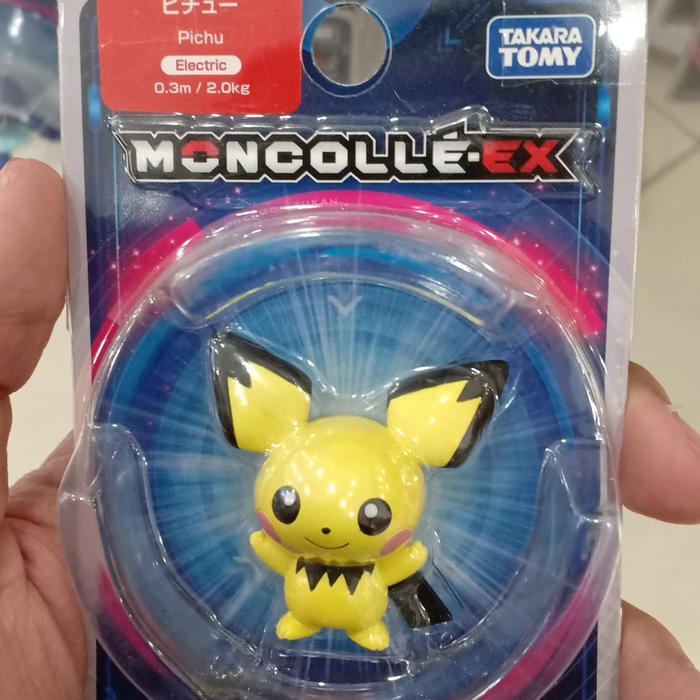 ピチュー
Pichu
Electric
0.3m / 2.0kg
TAKARA
TOMY
MONCOLLÉ-EX